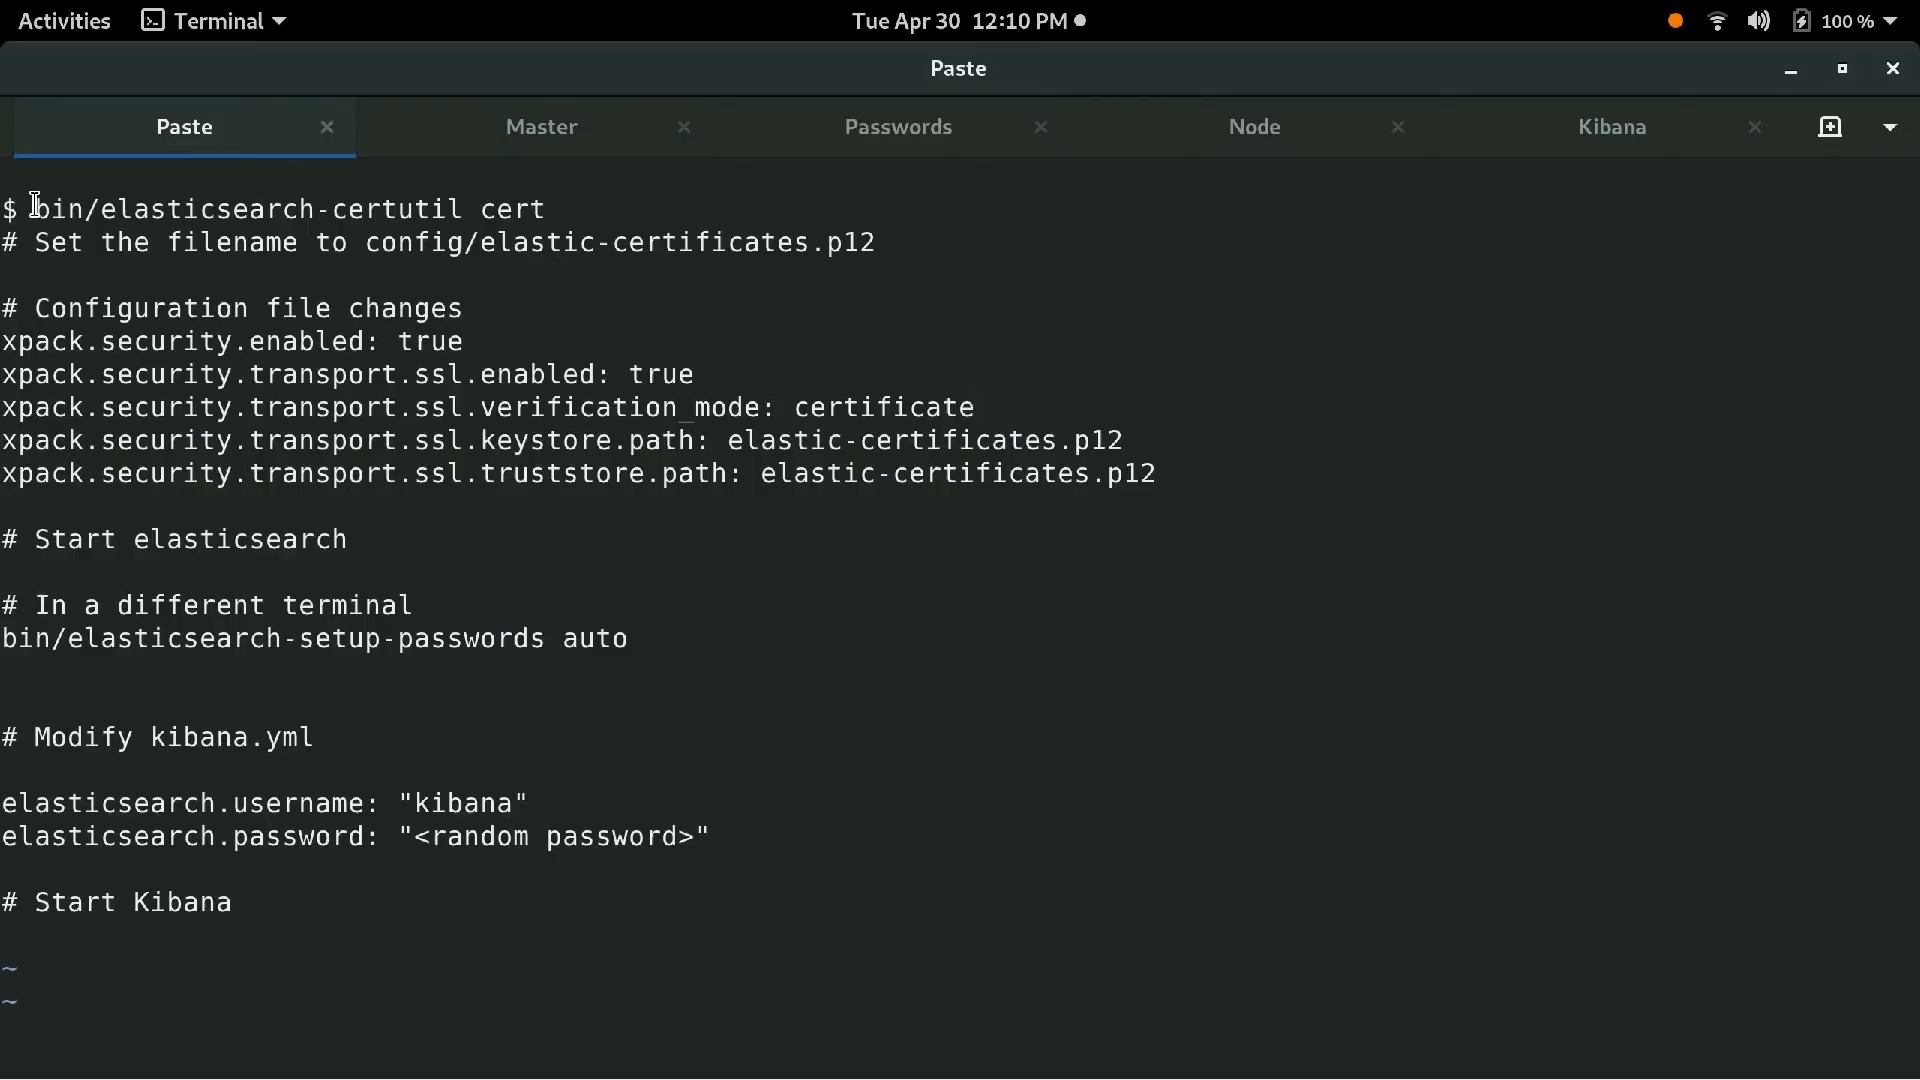 Activities Terminal Tue Apr 30 12:10 PM 100 %
Paste
Paste Master Passwords Node Kibana
$ bin/elasticsearch-certutil cert
# Set the filename to config/elastic-certificates.p12
# Configuration file changes
xpack.security.enabled: true
xpack.security.transport.ssl.enabled: true
xpack.security.transport.ssl.verification_mode: certificate
xpack.security.transport.ssl.keystore.path: elastic-certificates.p12
xpack.security.transport.ssl.truststore.path: elastic-certificates.p12
# Start elasticsearch
# In a different terminal
bin/elasticsearch-setup-passwords auto
# Modify kibana.yml
elasticsearch.username: "kibana"
elasticsearch.password: "<random password>"
# Start Kibana
~
~